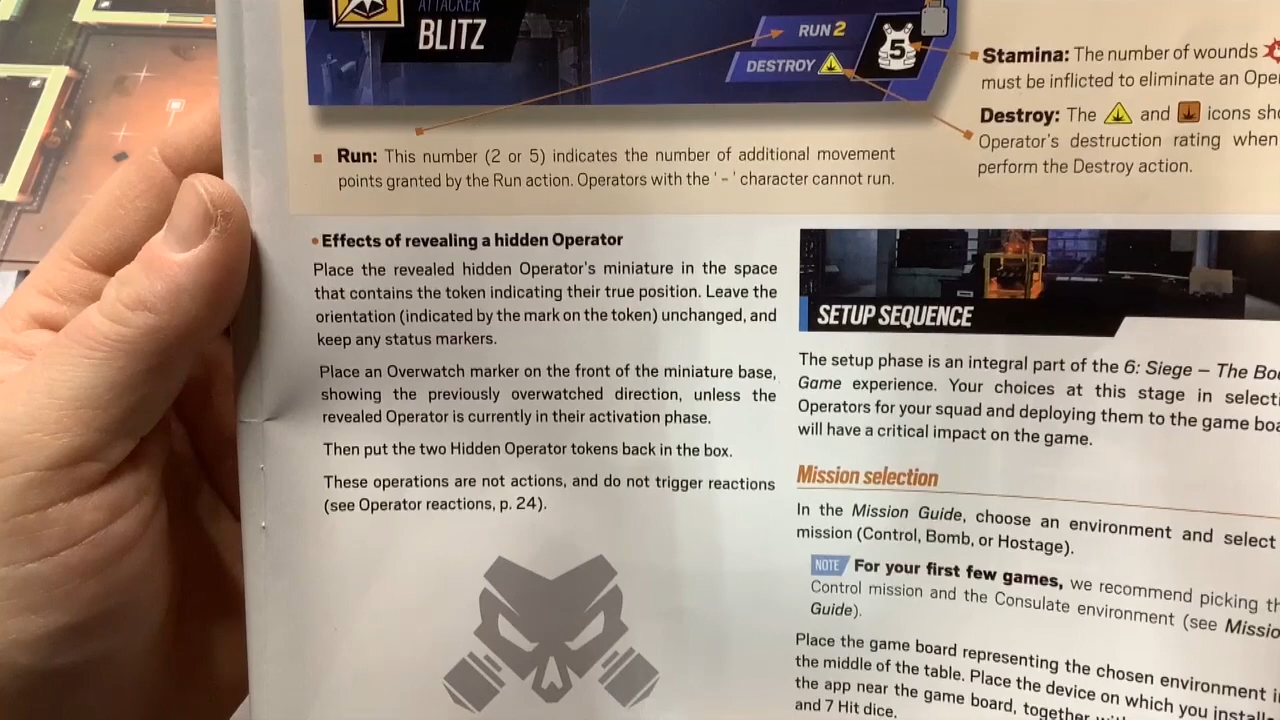 ATTACKER
BLITZ
RUN 2
DESTROY
5
Stamina: The number of wounds
must be inflicted to eliminate an
Destroy: The and icons
Operator's destruction rating when
perform the Destroy action.
Run: This number (2 or 5) indicates the number of additional movement
points granted by the Run action. Operators with the ' - ' character cannot run.
• Effects of revealing a hidden Operator
Place the revealed hidden Operator's miniature in the space
that contains the token indicating their true position. Leave the
orientation (indicated by the mark on the token) unchanged, and
keep any status markers.
Place an Overwatch marker on the front of the miniature base,
showing the previously overwatched direction, unless the
revealed Operator is currently in their activation phase.
Then put the two Hidden Operator tokens back in the box.
These operations are not actions, and do not trigger reactions
(see Operator reactions, p. 24).
SETUP SEQUENCE
The setup phase is an integral part of the 6: Siege – The
Game experience. Your choices at this stage in
Operators for your squad and deploying them to the game
will have a critical impact on the game.
Mission selection
In the Mission Guide, choose an environment and select
mission (Control, Bomb, or Hostage).
NOTE For your first few games, we recommend picking
Control mission and the Consulate environment (see
Guide).
Place the game board representing the chosen environment
the middle of the table. Place the device on which you
the app near the game board, together
and 7 Hit dice.